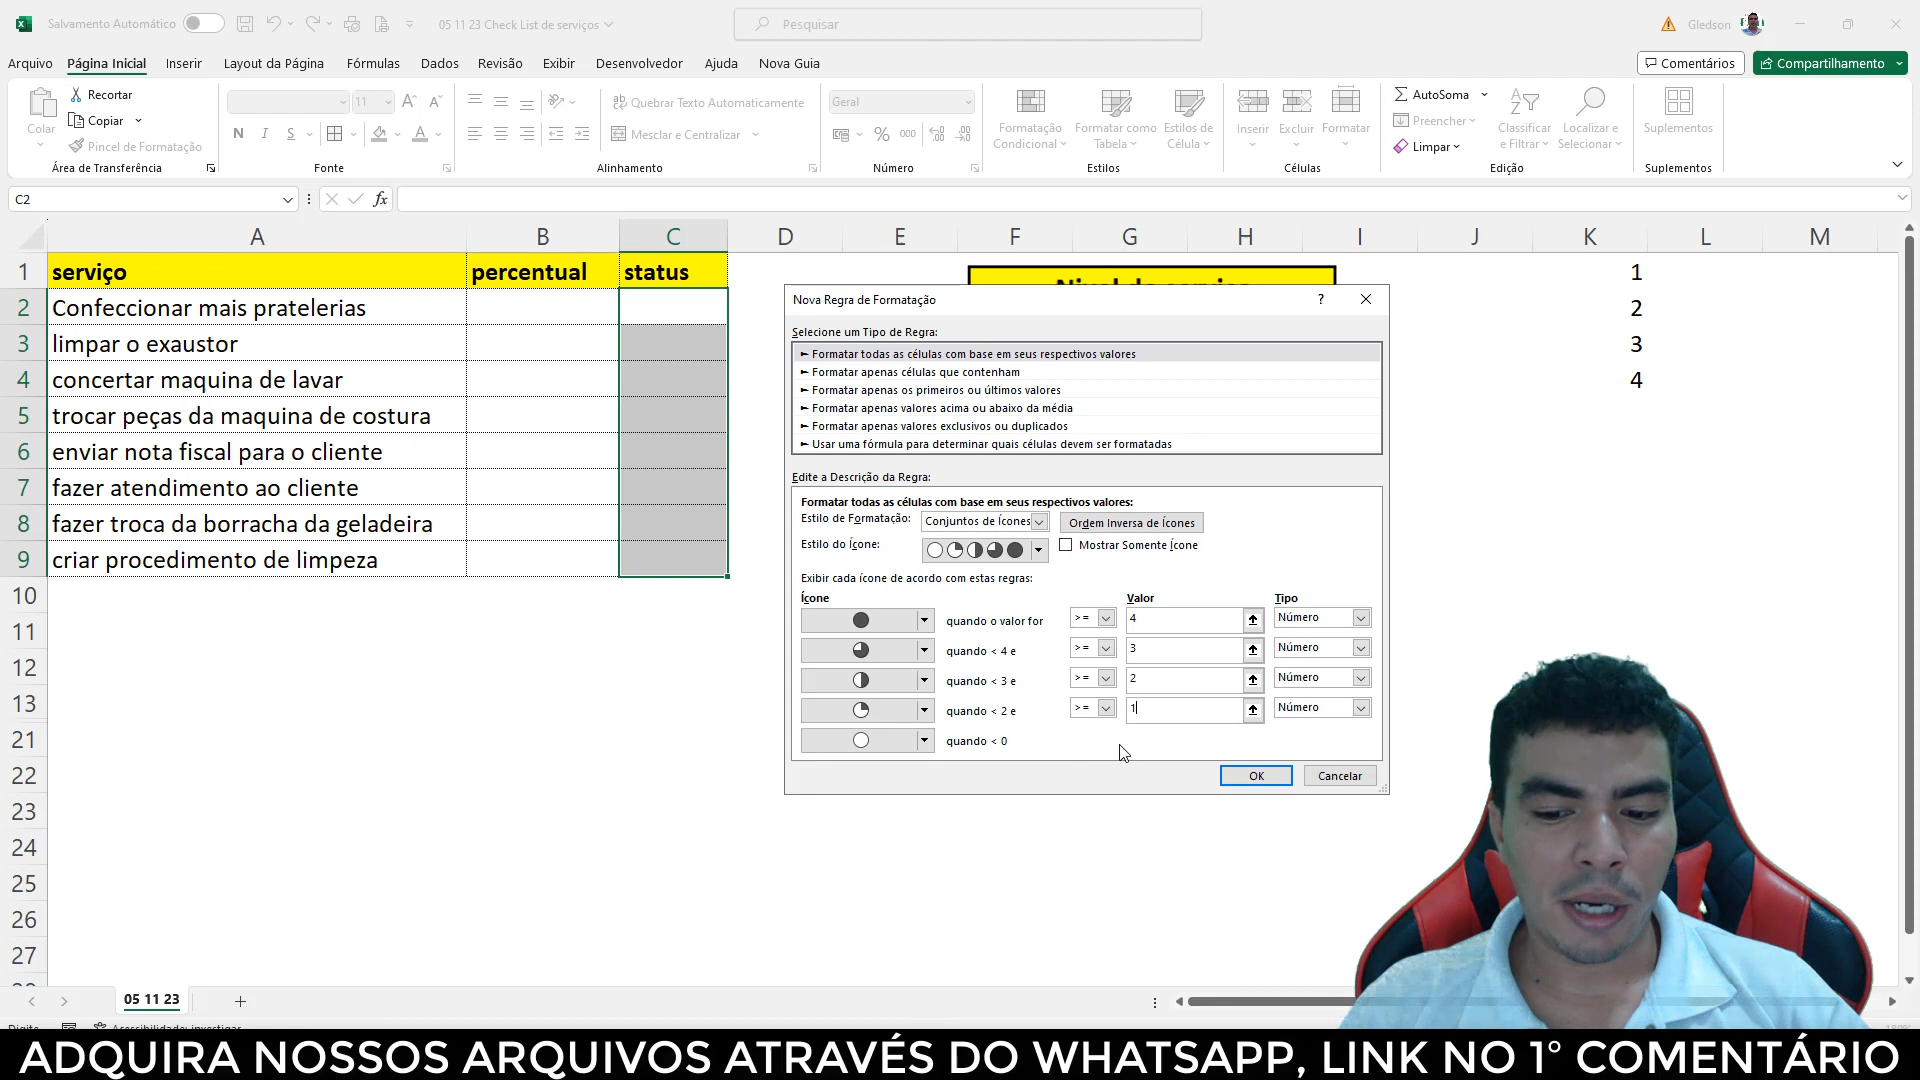 Salvamento Automático
05 11 23 Check List de serviços
Pesquisar
Gledson
Arquivo
Página Inicial
Inserir
Layout da Página
Fórmulas
Dados
Revisão
Exibir
Desenvolvedor
Ajuda
Nova Guia
Comentários
Compartilhamento
Colar
Recortar
Copiar
Pincel de Formatação
Área de Transferência
11
N I S
Fonte
Quebrar Texto Automaticamente
Mesclar e Centralizar
Alinhamento
Geral
% 000
Número
Formatação Condicional
Formatar como Tabela
Estilos de Célula
Estilos
Inserir
Excluir
Formatar
Células
AutoSoma
Preencher
Limpar
Classificar e Filtrar
Localizar e Selecionar
Edição
Suplementos
Suplementos
C2
fx
A B C D E F G H I J K L M
1 serviço percentual status 1
2 Confeccionar mais pratelerias 2
3 limpar o exaustor 3
4 concertar maquina de lavar 4
5 trocar peças da maquina de costura
6 enviar nota fiscal para o cliente
7 fazer atendimento ao cliente
8 fazer troca da borracha da geladeira
9 criar procedimento de limpeza
10
11
12
13
21
22
23
24
25
26
27
Nova Regra de Formatação ?
Selecione um Tipo de Regra:
Formatar todas as células com base em seus respectivos valores
Formatar apenas células que contenham
Formatar apenas os primeiros ou últimos valores
Formatar apenas valores acima ou abaixo da média
Formatar apenas valores exclusivos ou duplicados
Usar uma fórmula para determinar quais células devem ser formatadas
Edite a Descrição da Regra:
Formatar todas as células com base em seus respectivos valores:
Estilo de Formatação: Conjuntos de Ícones Ordem Inversa de Ícones
Estilo do Ícone: Mostrar Somente Ícone
Exibir cada ícone de acordo com estas regras:
Ícone Valor Tipo
quando o valor for >= 4 Número
quando < 4 e >= 3 Número
quando < 3 e >= 2 Número
quando < 2 e >= 1 Número
quando < 0
OK Cancelar
05 11 23
ADQUIRA NOSSOS ARQUIVOS ATRAVÉS DO WHATSAPP, LINK NO 1° COMENTÁRIO